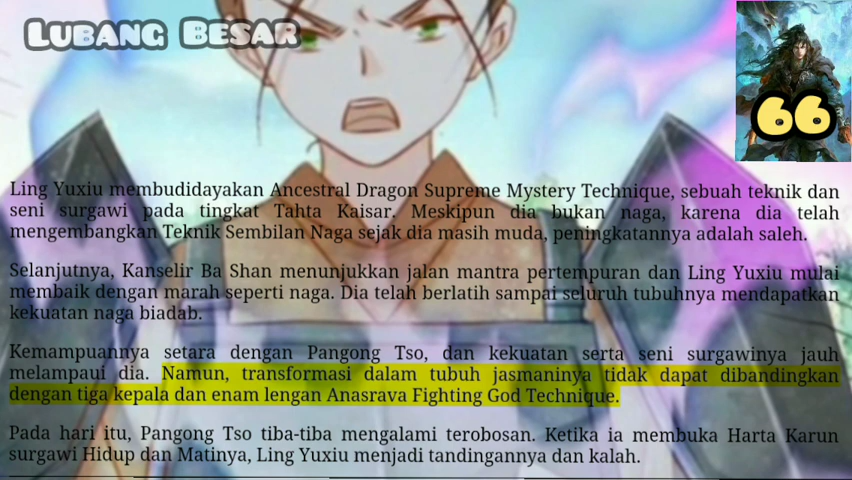 LUBANG BESAR
66
Ling Yuxiu membudidayakan Ancestral Dragon Supreme Mystery Technique, sebuah teknik dan
seni surgawi pada tingkat Tahta Kaisar. Meskipun dia bukan naga, karena dia telah
mengembangkan Teknik Sembilan Naga sejak dia masih muda, peningkatannya adalah saleh.
Selanjutnya, Kanselir Ba Shan menunjukkan jalan mantra pertempuran dan Ling Yuxiu mulai
membaik dengan marah seperti naga. Dia telah berlatih sampai seluruh tubuhnya mendapatkan
kekuatan naga biadab.
Kemampuannya setara dengan Pangong Tso, dan kekuatan serta seni surgawinya jauh
melampaui dia. Namun, transformasi dalam tubuh jasmaninya tidak dapat dibandingkan
dengan tiga kepala dan enam lengan Anasrava Fighting God Technique.
Pada hari itu, Pangong Tso tiba-tiba mengalami terobosan. Ketika ia membuka Harta Karun
surgawi Hidup dan Matinya, Ling Yuxiu menjadi tandingannya dan kalah.